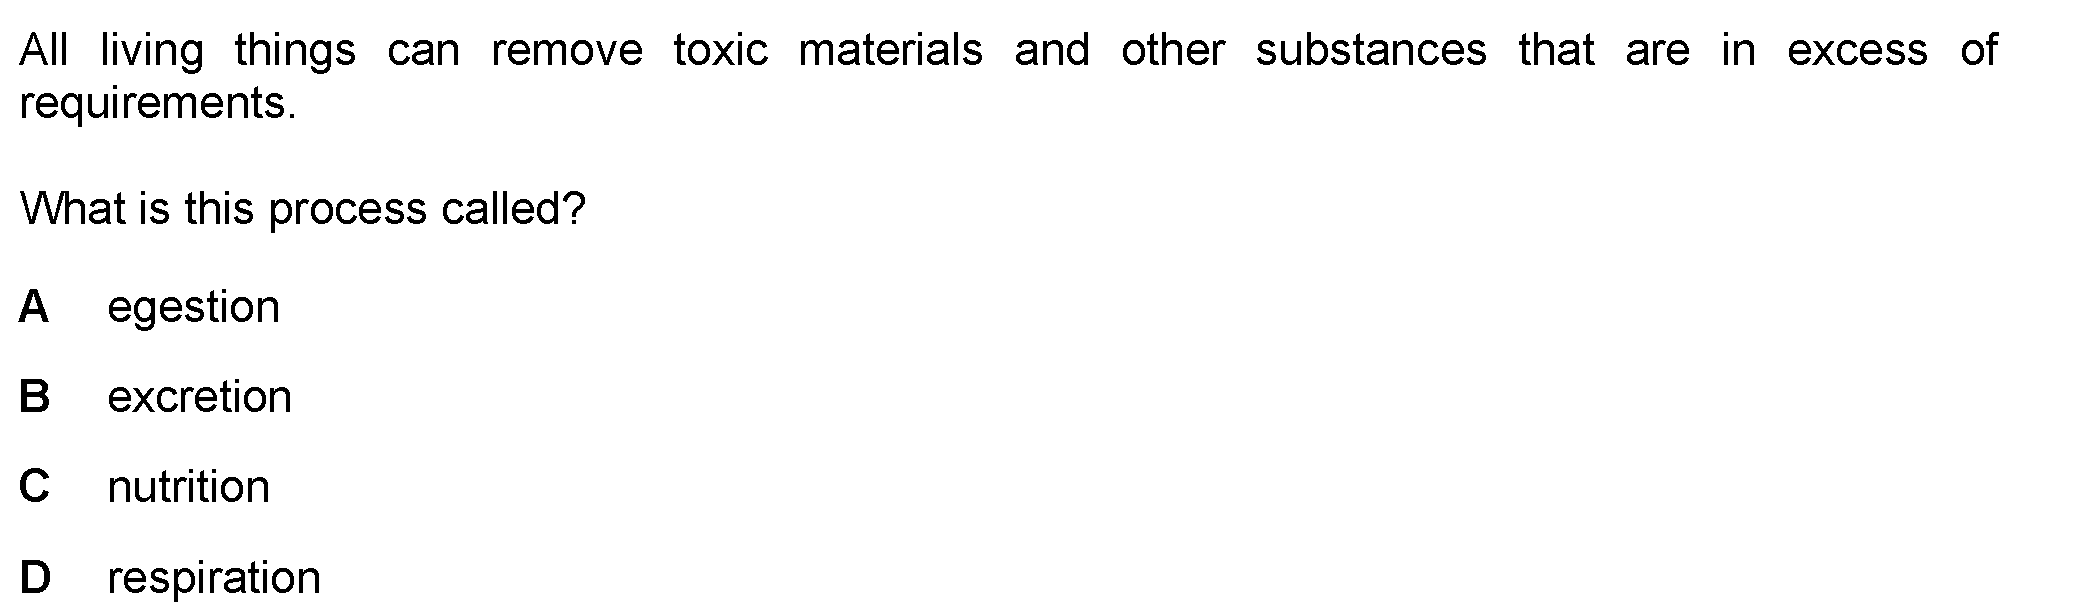 All living things can remove toxic materials and other substances that are in excess of
requirements.
What is this process called?
A egestion
B excretion
C nutrition
D respiration